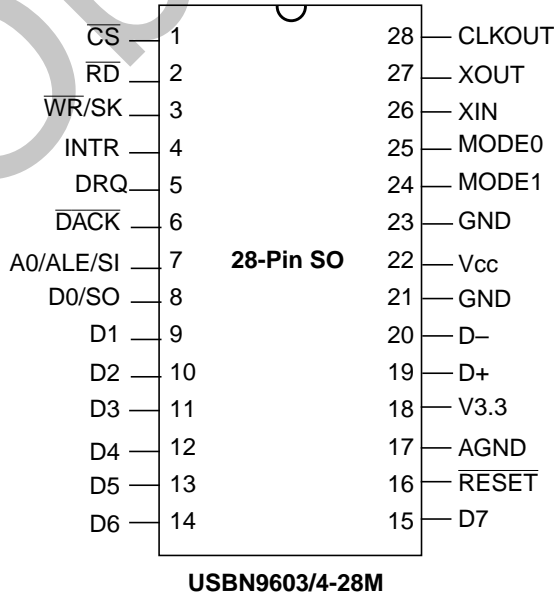 CS 1 28 CLKOUT
RD 2 27 XOUT
WR/SK 3 26 XIN
INTR 4 25 MODE0
DRQ 5 24 MODE1
DACK 6 23 GND
A0/ALE/SI 7 28-Pin SO 22 Vcc
D0/SO 8 21 GND
D1 9 20 D–
D2 10 19 D+
D3 11 18 V3.3
D4 12 17 AGND
D5 13 16 RESET
D6 14 15 D7
USBN9603/4-28M